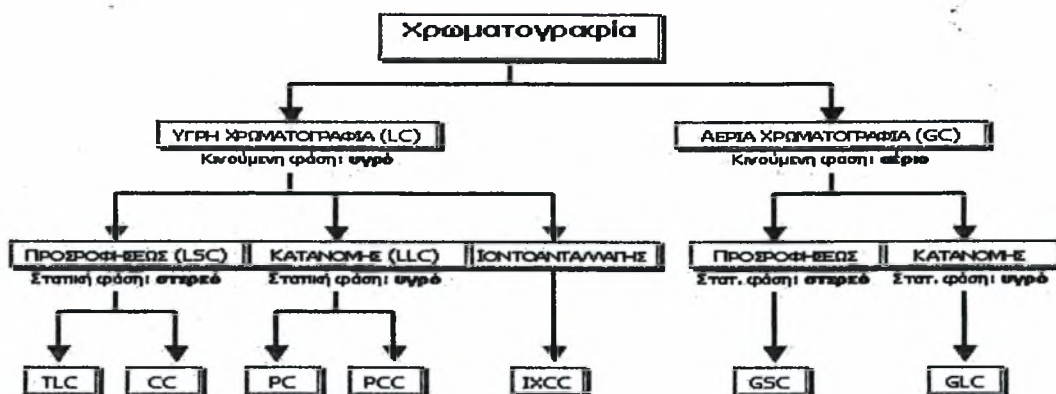 Χρωματογραφία
ΥΓΡΗ ΧΡΩΜΑΤΟΓΡΑΦΙΑ (LC)
Κινούμενη φάση: υγρό
ΑΕΡΙΑ ΧΡΩΜΑΤΟΓΡΑΦΙΑ (GC)
Κινούμενη φαση: αέριο
ΠΡΟΣΡΟΦΗΣΕΩΣ (LSC)
Στατική φάση: στερεό
ΚΑΤΑΝΟΜΗΣ (LLC)
Στατική φάση: υγρό
ΙΟΝΤΟΑΝΤΑΛΛΑΓΗΣ
ΠΡΟΣΡΟΦΗΣΕΩΣ
Στατ. φάση: στερεό
ΚΑΤΑΝΟΜΗΣ
Στατ. φάση: υγρό
TLC
CC
PC
PCC
IXCC
GSC
GLC